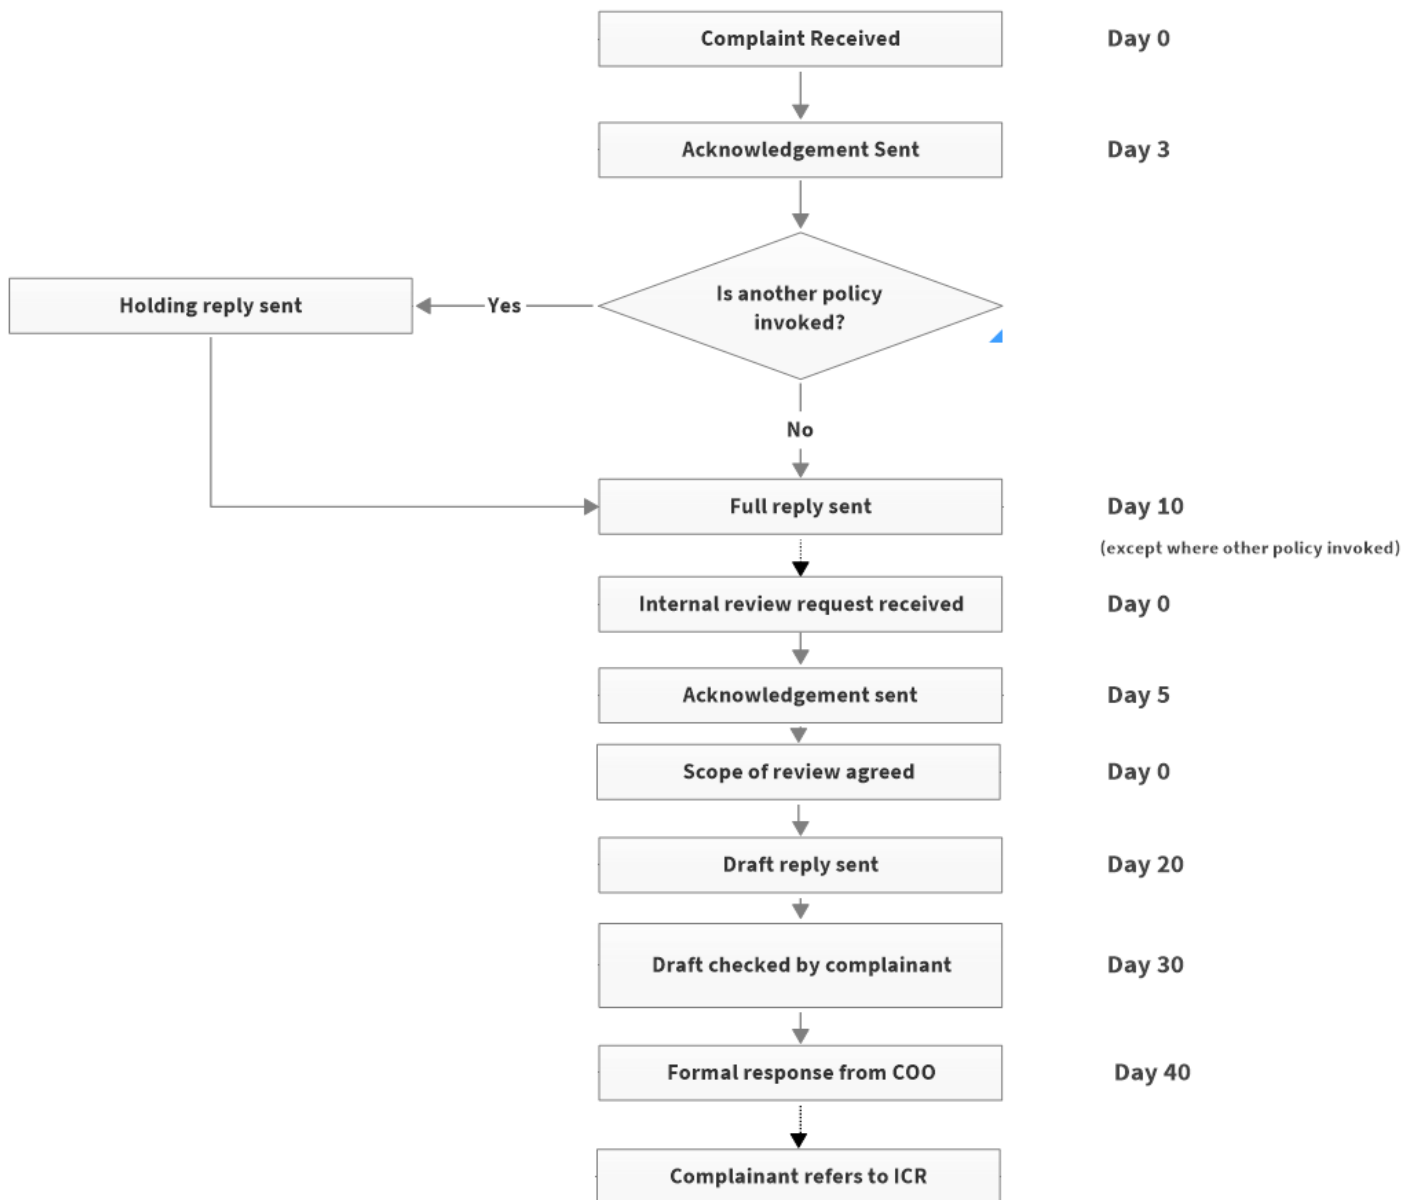 Complaint Received
Day 0
Acknowledgement Sent
Day 3
Is another policy
invoked?
Yes
Holding reply sent
No
Full reply sent
Day 10
(except where other policy invoked)
Internal review request received
Day 0
Acknowledgement sent
Day 5
Scope of review agreed
Day 0
Draft reply sent
Day 20
Draft checked by complainant
Day 30
Formal response from COO
Day 40
Complainant refers to ICR